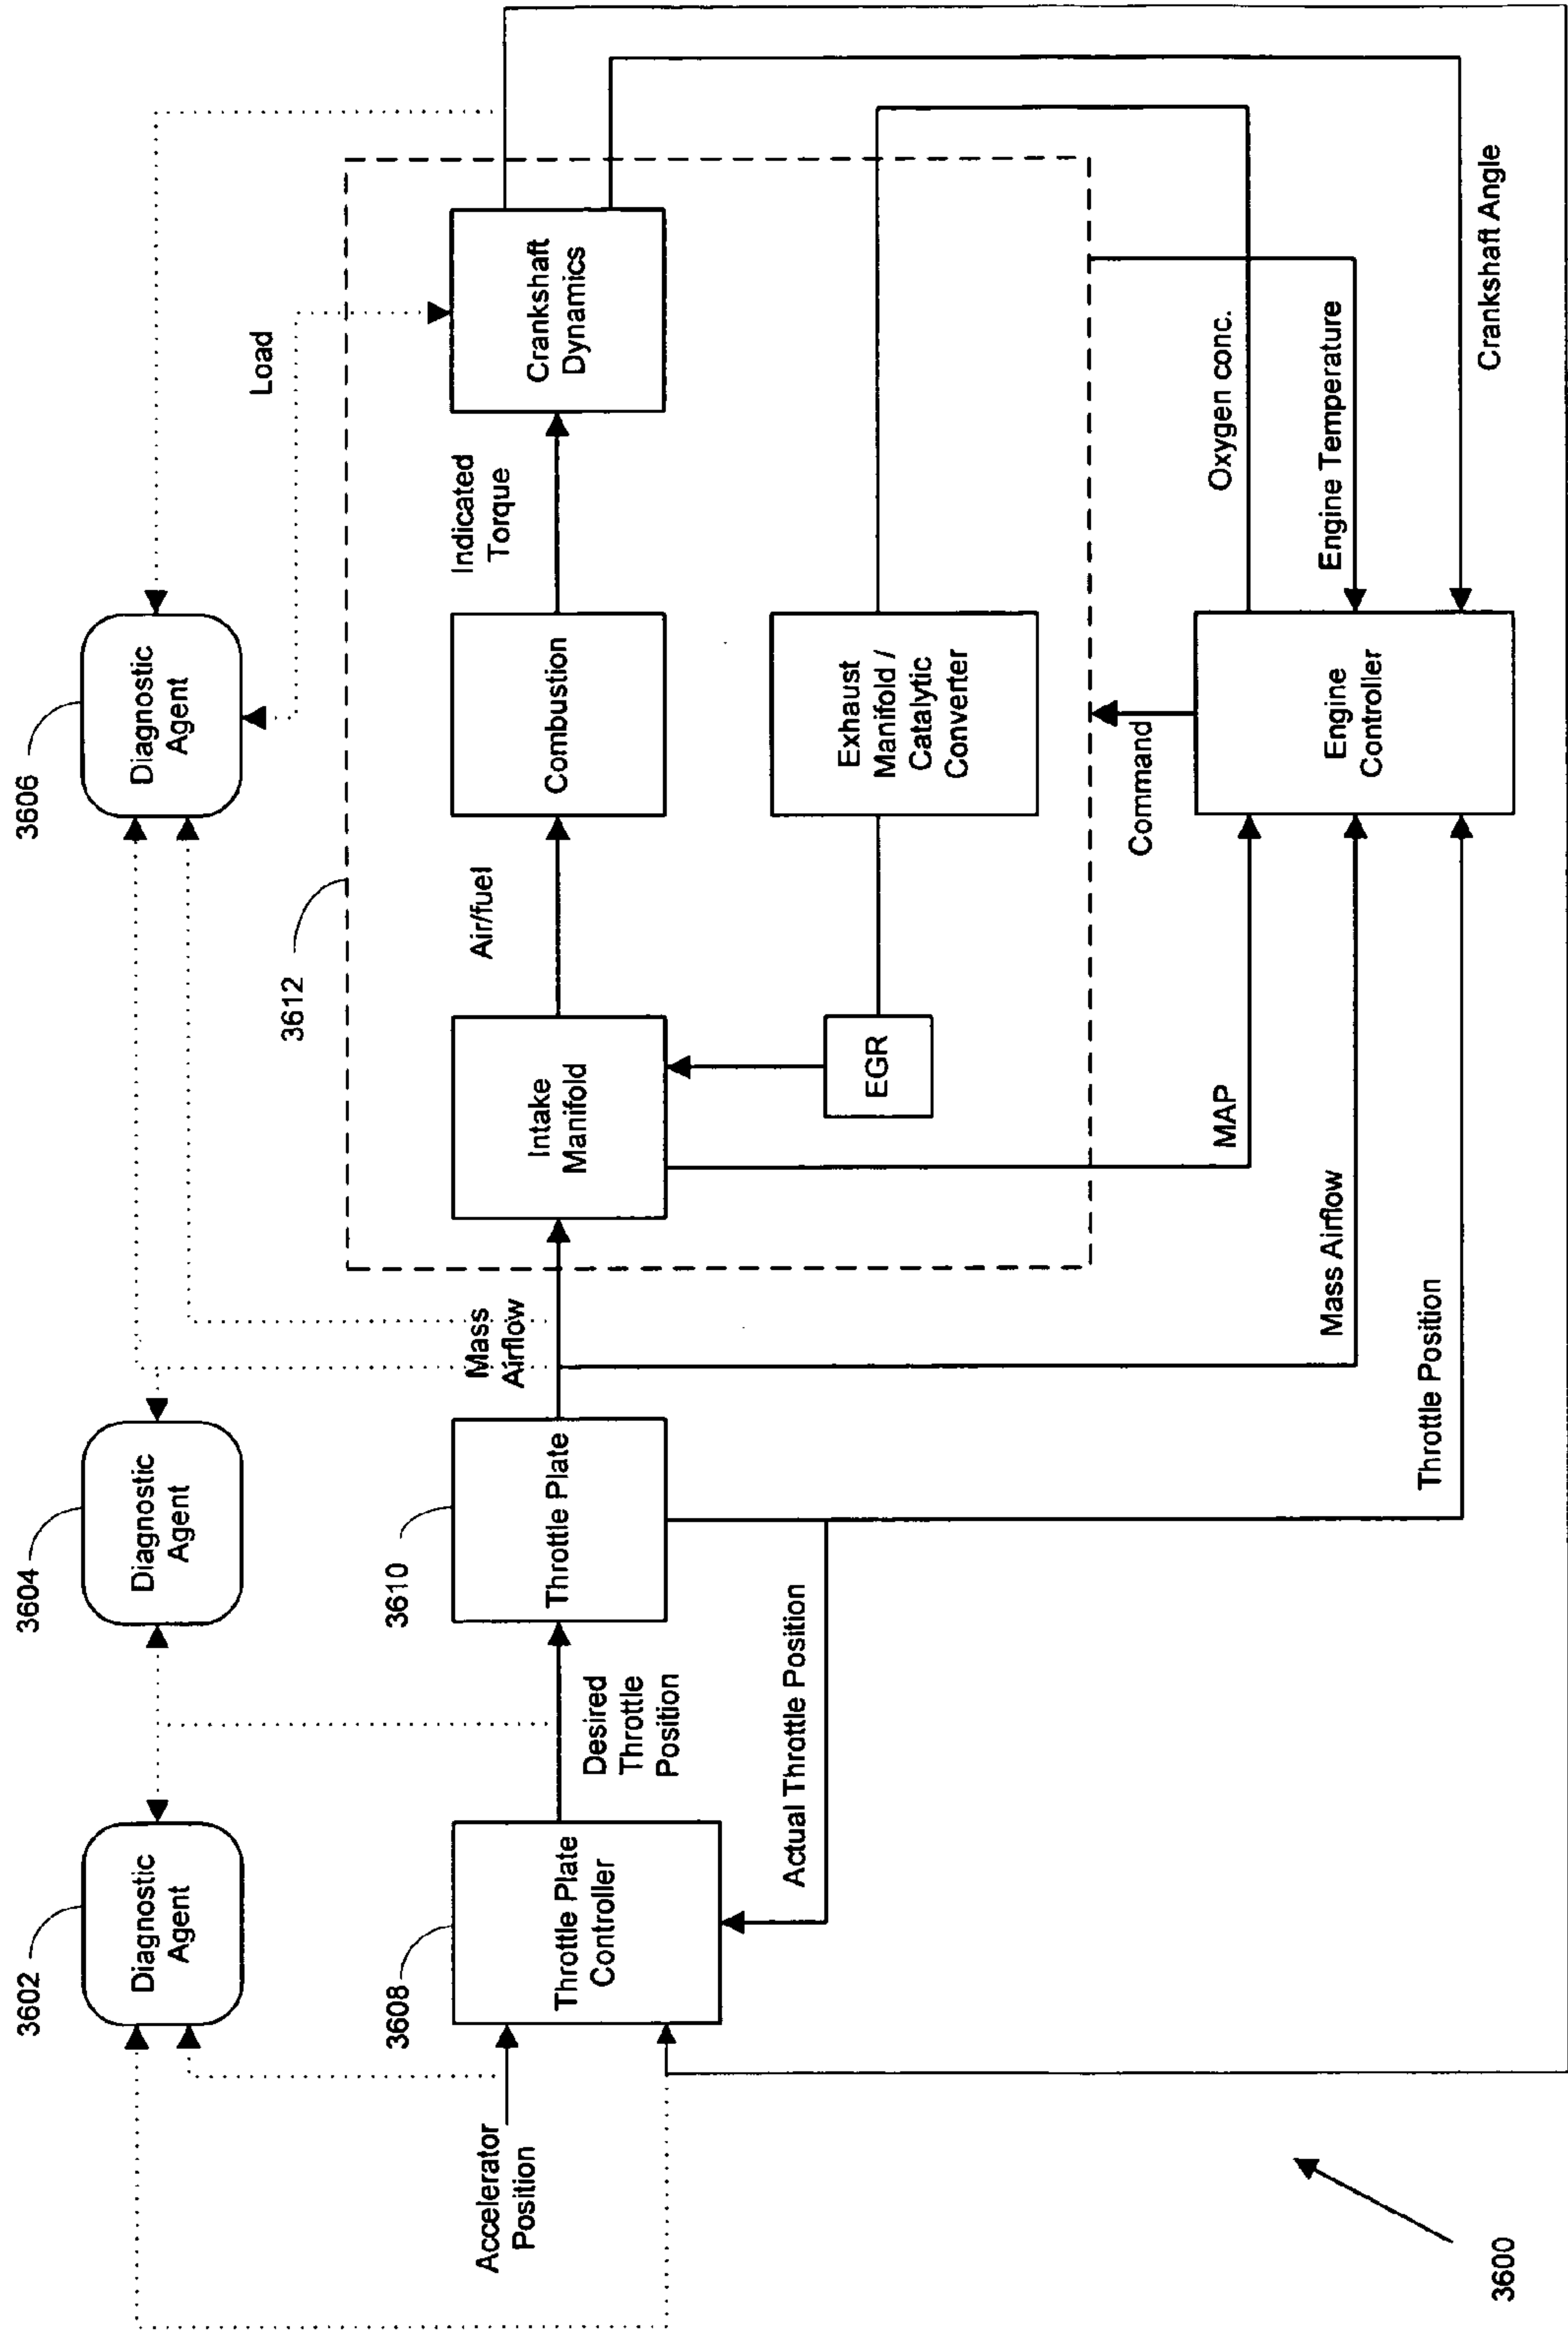 3602
3604
3606
Diagnostic
Agent
Diagnostic
Agent
Diagnostic
Agent
Load
3612
3608
3610
Accelerator
Position
Throttle Plate
Controller
Desired
Throttle
Position
Throttle Plate
Mass
Airflow
Intake
Manifold
Air/fuel
Combustion
Indicated
Torque
Crankshaft
Dynamics
Actual Throttle Position
EGR
Exhaust
Manifold /
Catalytic
Converter
Command
MAP
Mass Airflow
Throttle Position
Engine
Controller
Oxygen conc.
Engine Temperature
Crankshaft Angle
3600